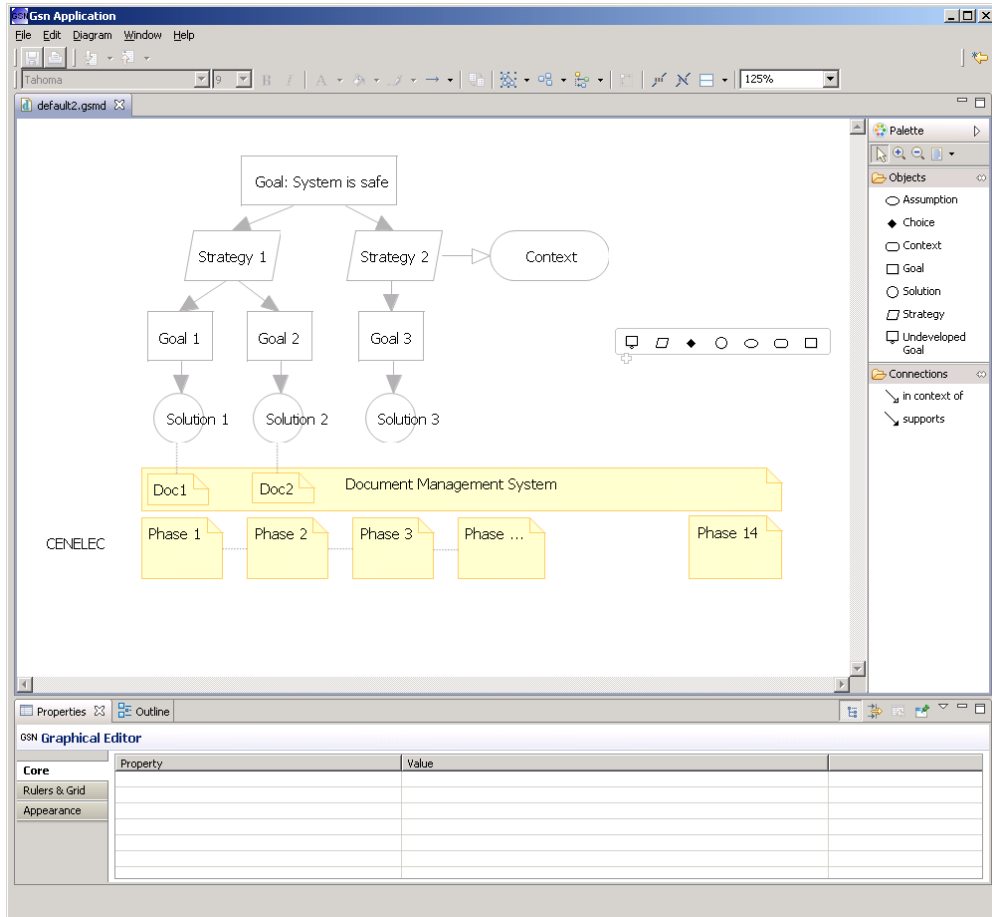 GSN Gsn Application
File Edit Diagram Window Help
Tahoma 9 B I A 125%
default2.gsmd
Palette
Objects
Assumption
Choice
Context
Goal
Solution
Strategy
Undeveloped
Goal
Connections
in context of
supports
Goal: System is safe
Strategy 1 Strategy 2 Context
Goal 1 Goal 2 Goal 3
Solution 1 Solution 2 Solution 3
Doc1 Doc2 Document Management System
CENELEC Phase 1 Phase 2 Phase 3 Phase ... Phase 14
Properties Outline
GSN Graphical Editor
Core
Rulers & Grid
Appearance
Property Value